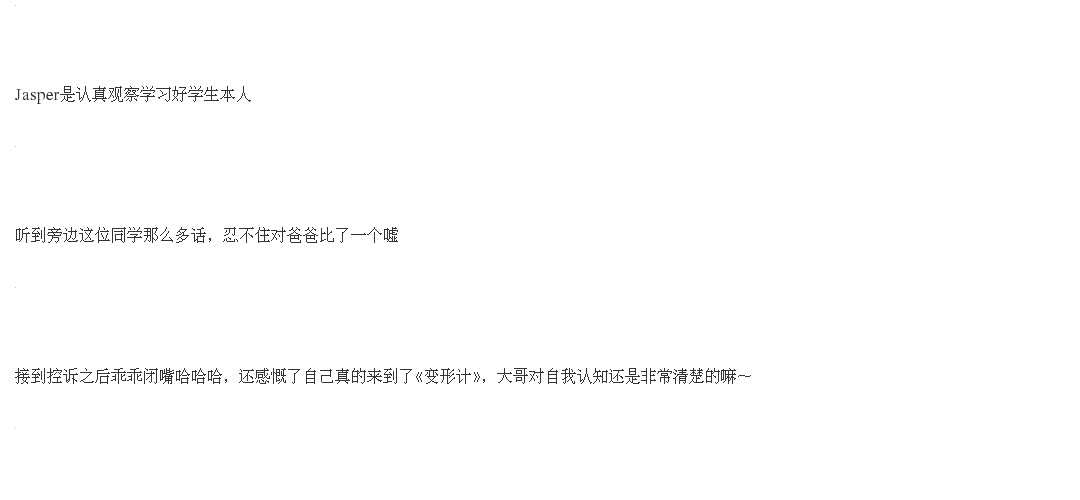 Jasper是认真观察学习好学生本人
听到旁边这位同学那么多话，忍不住对爸爸比了一个嘘
接到控诉之后乖乖闭嘴哈哈哈，还感慨了自己真的来到了《变形计》，大哥对自我认知还是非常清楚的嘛～